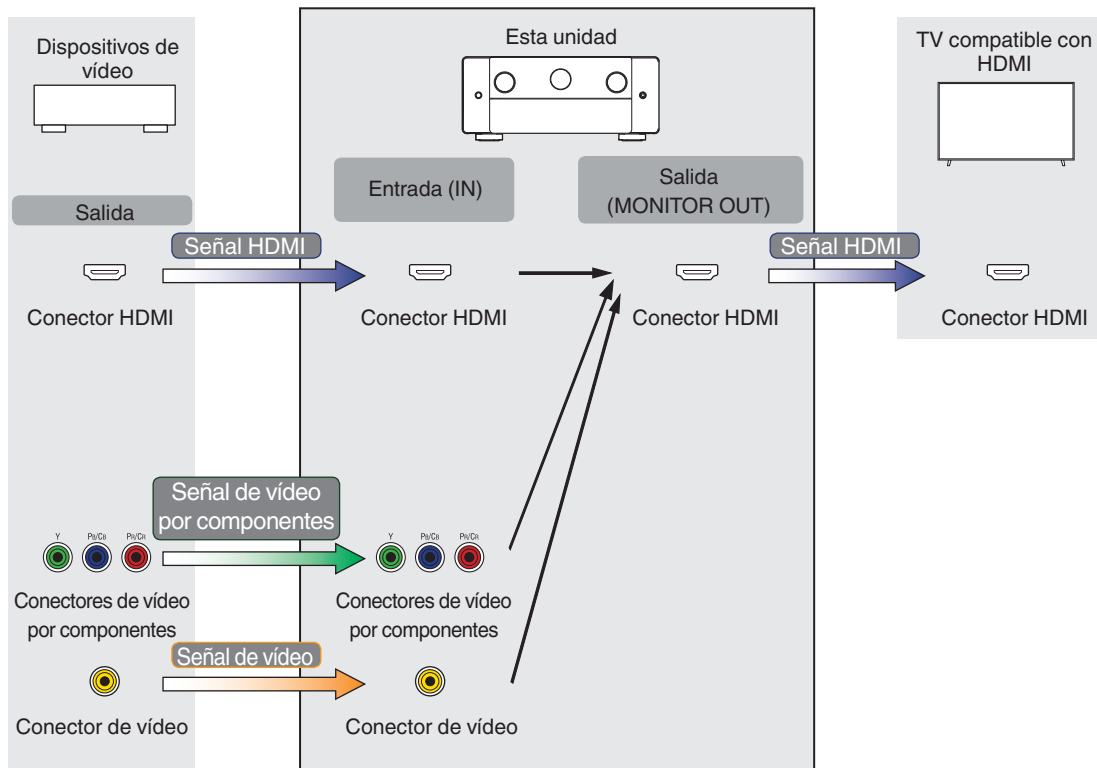 Dispositivos de
vídeo
Esta unidad
TV compatible con
HDMI
Salida
Entrada (IN)
Salida
(MONITOR OUT)
Señal HDMI
Señal HDMI
Conector HDMI
Conector HDMI
Conector HDMI
Conector HDMI
Señal de vídeo
por componentes
Y PB/CB PR/CR
Y PB/CB PR/CR
Conectores de vídeo
por componentes
Conectores de vídeo
por componentes
Señal de vídeo
Conector de vídeo
Conector de vídeo